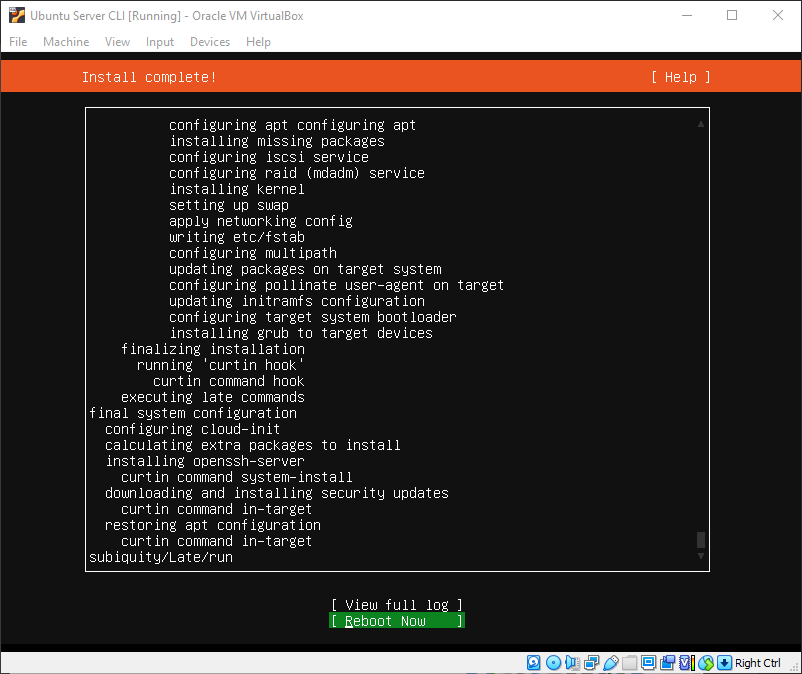 Ubuntu Server CLI [Running] - Oracle VM VirtualBox
File Machine View Input Devices Help
Install complete! [ Help ]
configuring apt configuring apt
installing missing packages
configuring iscsi service
configuring raid (mdadm) service
installing kernel
setting up swap
apply networking config
writing etc/fstab
configuring multipath
updating packages on target system
configuring pollinate user-agent on target
updating initramfs configuration
configuring target system bootloader
installing grub to target devices
finalizing installation
running 'curtin hook'
curtin command hook
executing late commands
final system configuration
configuring cloud-init
calculating extra packages to install
installing openssh-server
curtin command system-install
downloading and installing security updates
curtin command in-target
restoring apt configuration
curtin command in-target
subiquity/Late/run
[ View full log ]
[ Reboot Now ]
Right Ctrl